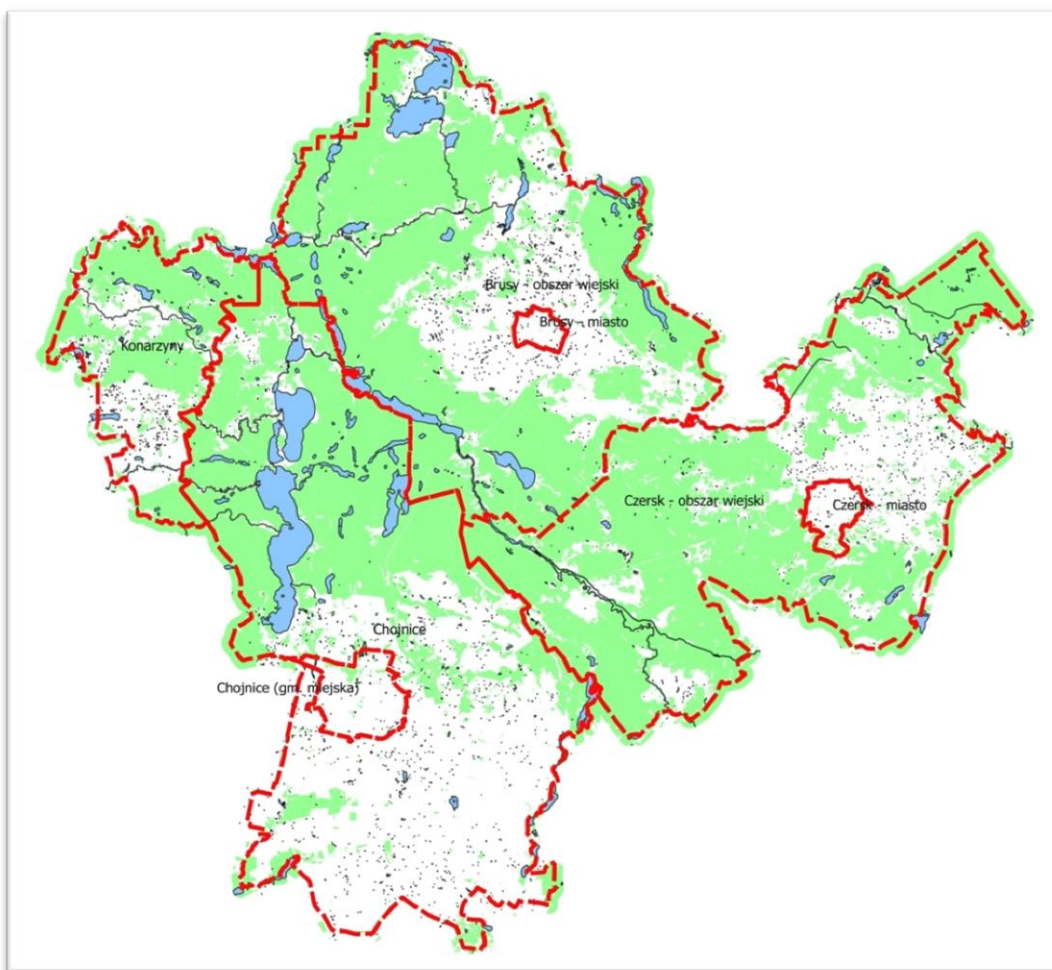 Brusy - obszar wiejski
Brusy - miasto
Konarzyny
Czersk - obszar wiejski
Czersk - miasto
Chojnice
Chojnice (gm. miejska)